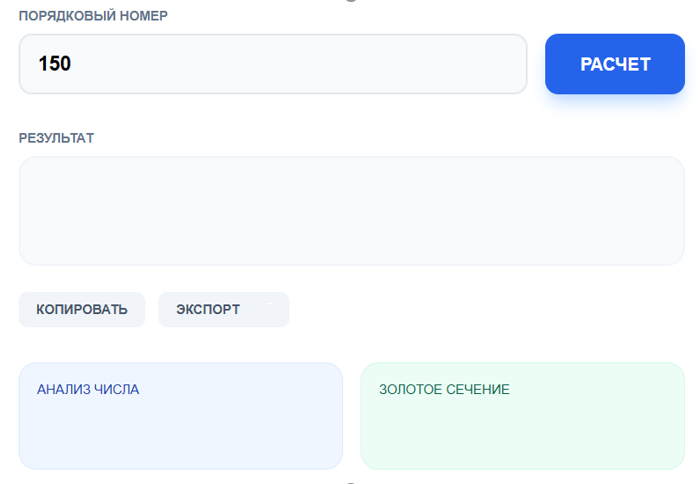 ПОРЯДКОВЫЙ НОМЕР
150
РАСЧЕТ
РЕЗУЛЬТАТ
КОПИРОВАТЬ
ЭКСПОРТ
АНАЛИЗ ЧИСЛА
ЗОЛОТОЕ СЕЧЕНИЕ